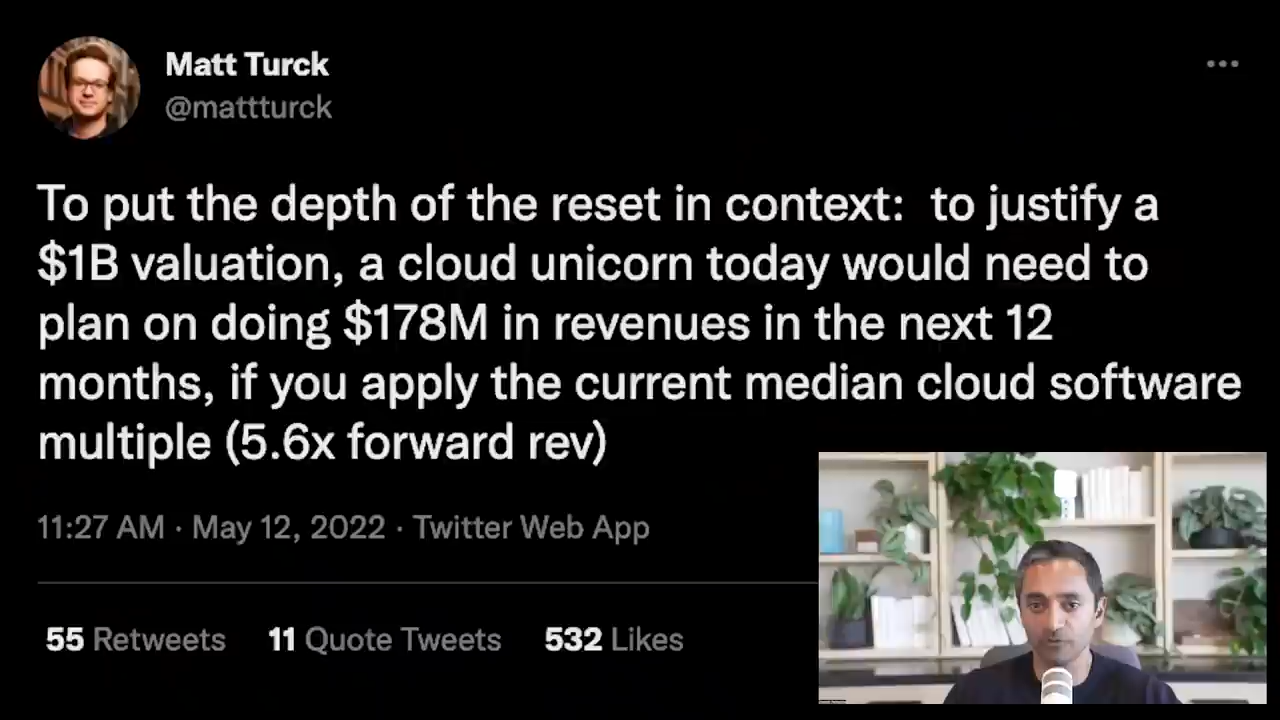 Matt Turck
@mattturck
To put the depth of the reset in context:  to justify a
$1B valuation, a cloud unicorn today would need to
plan on doing $178M in revenues in the next 12
months, if you apply the current median cloud software
multiple (5.6x forward rev)
11:27 AM · May 12, 2022 · Twitter Web App
55 Retweets 11 Quote Tweets 532 Likes